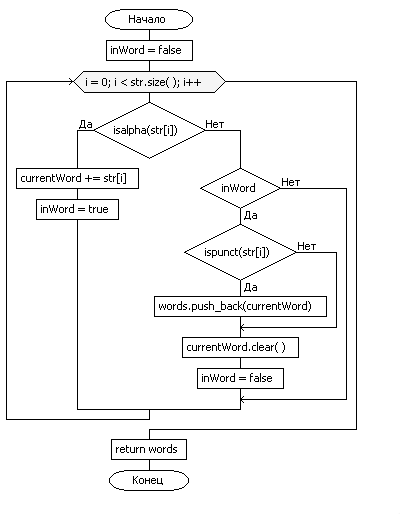 Начало
inWord = false
i = 0; i < str.size( ); i++
Да
isalpha(str[i])
Нет
currentWord += str[i]
inWord = true
inWord
Нет
Да
ispunct(str[i])
Нет
Да
words.push_back(currentWord)
currentWord.clear( )
inWord = false
return words
Конец